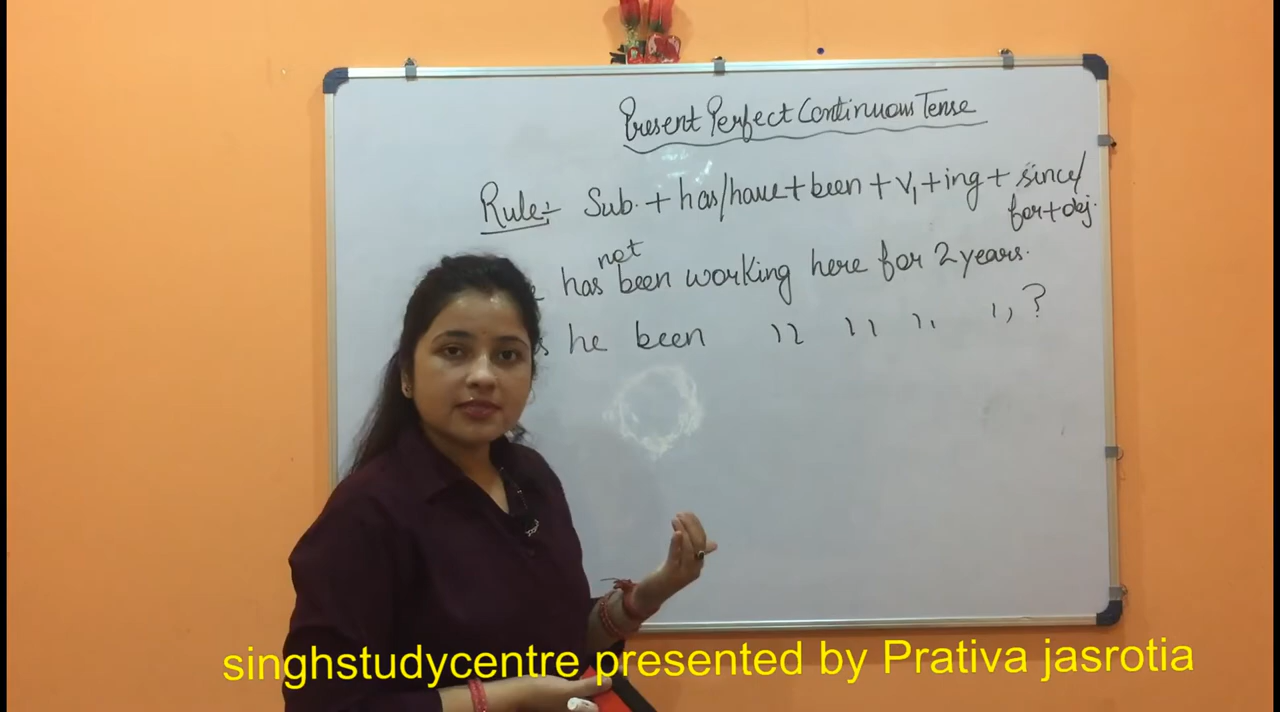 Present Perfect Continuous Tense
Rule:- Sub. + has/have + been + V1 + ing + since/
for + obj.
not
has been working here for 2 years.
he been ,, ,, ,, ,, ?
singhstudycentre presented by Prativa jasrotia